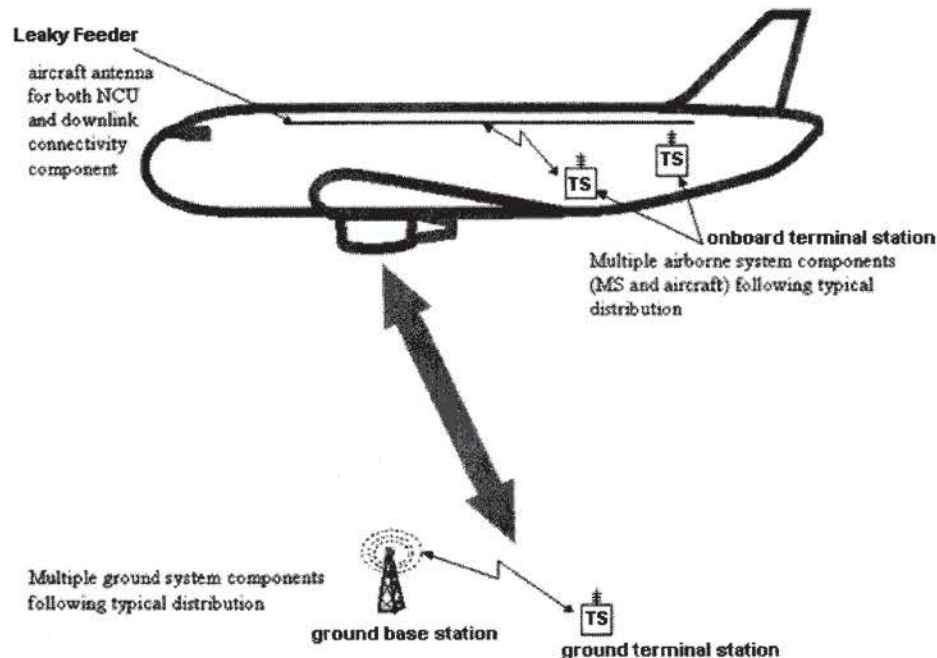 Leaky Feeder
aircraft antenna
for both NCU
and downlink
connectivity
component
TS
TS
onboard terminal station
Multiple airborne system components
(MS and aircraft) following typical
distribution
Multiple ground system components
following typical distribution
ground base station
TS
ground terminal station